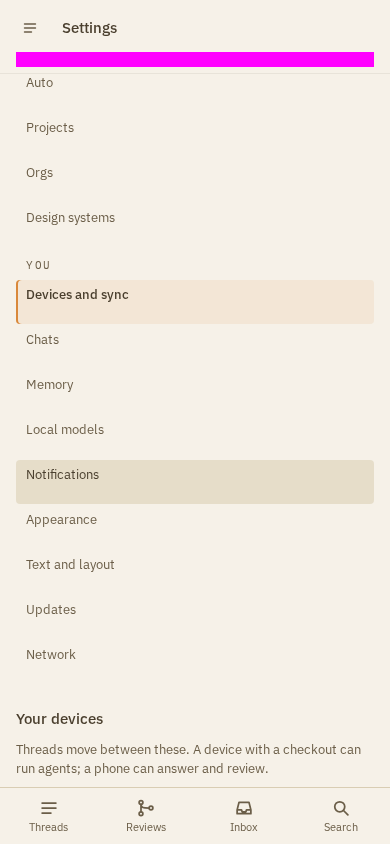 Settings
Auto
Projects
Orgs
Design systems
YOU
Devices and sync
Chats
Memory
Local models
Notifications
Appearance
Text and layout
Updates
Network
Your devices
Threads move between these. A device with a checkout can
run agents; a phone can answer and review.
Threads
Reviews
Inbox
Search